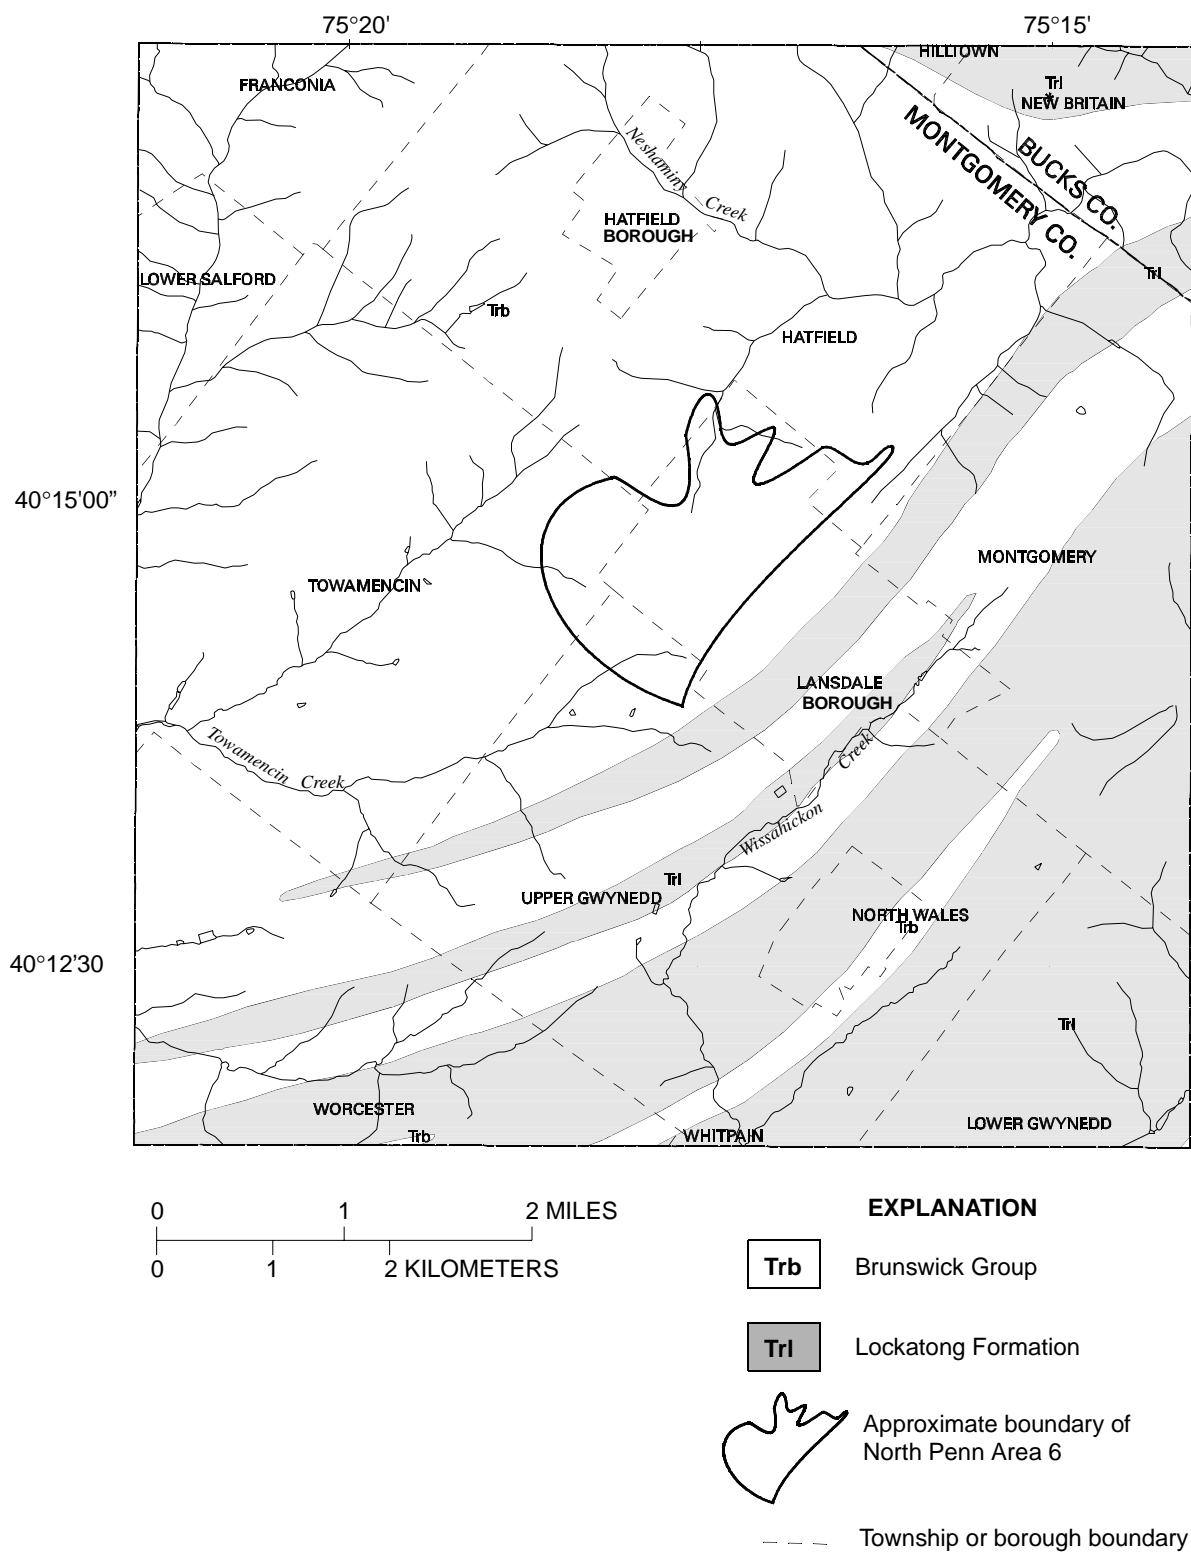 75°20'
75°15'
HILLTOWN
FRANCONIA
Trl
*
NEW BRITAIN
MONTGOMERY CO.
BUCKS CO.
Neshaminy Creek
HATFIELD
BOROUGH
LOWER SALFORD
Trl
Trb
HATFIELD
40°15'00”
MONTGOMERY
TOWAMENCIN
LANSDALE
BOROUGH
Towamencin Creek
Wissahickon Creek
Trl
UPPER GWYNEDD
NORTH WALES
Trb
40°12’30
Trl
WORCESTER
LOWER GWYNEDD
Trb
WHITPAIN
0 1 2 MILES
0 1 2 KILOMETERS
EXPLANATION
Trb Brunswick Group
Trl Lockatong Formation
Approximate boundary of
North Penn Area 6
Township or borough boundary